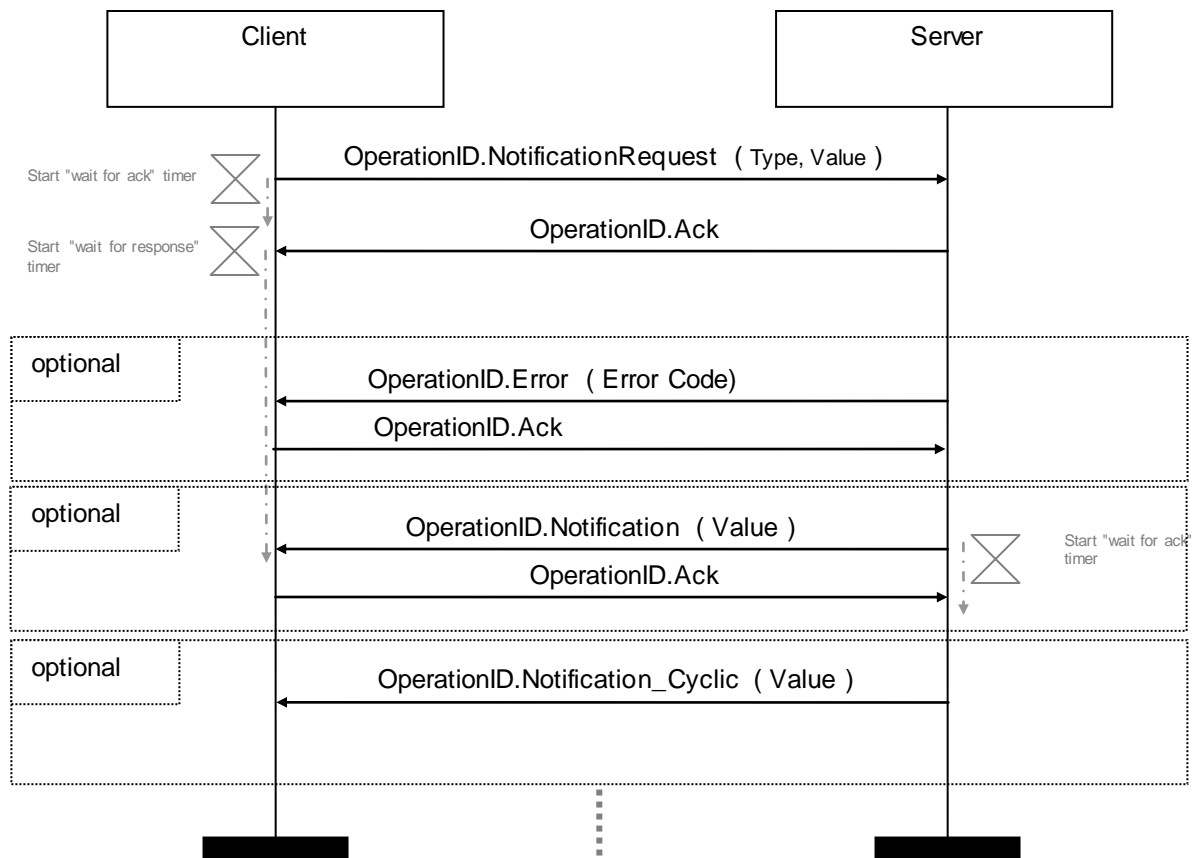 Client
Server
OperationID.NotificationRequest ( Type, Value )
Start "wait for ack" timer
OperationID.Ack
Start "wait for response"
timer
optional
OperationID.Error ( Error Code)
OperationID.Ack
optional
OperationID.Notification ( Value )
Start "wait for ack"
timer
OperationID.Ack
optional
OperationID.Notification_Cyclic ( Value )